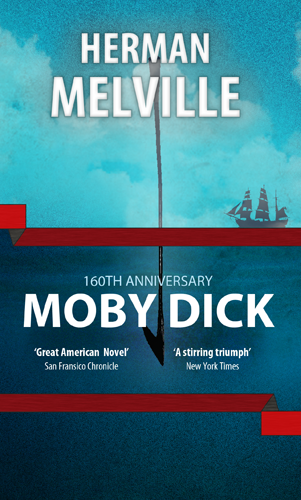 HERMAN
MELVILLE
160TH ANNIVERSARY
MOBY DICK
'Great American Novel'
San Fransico Chronicle
'A stirring triumph'
New York Times